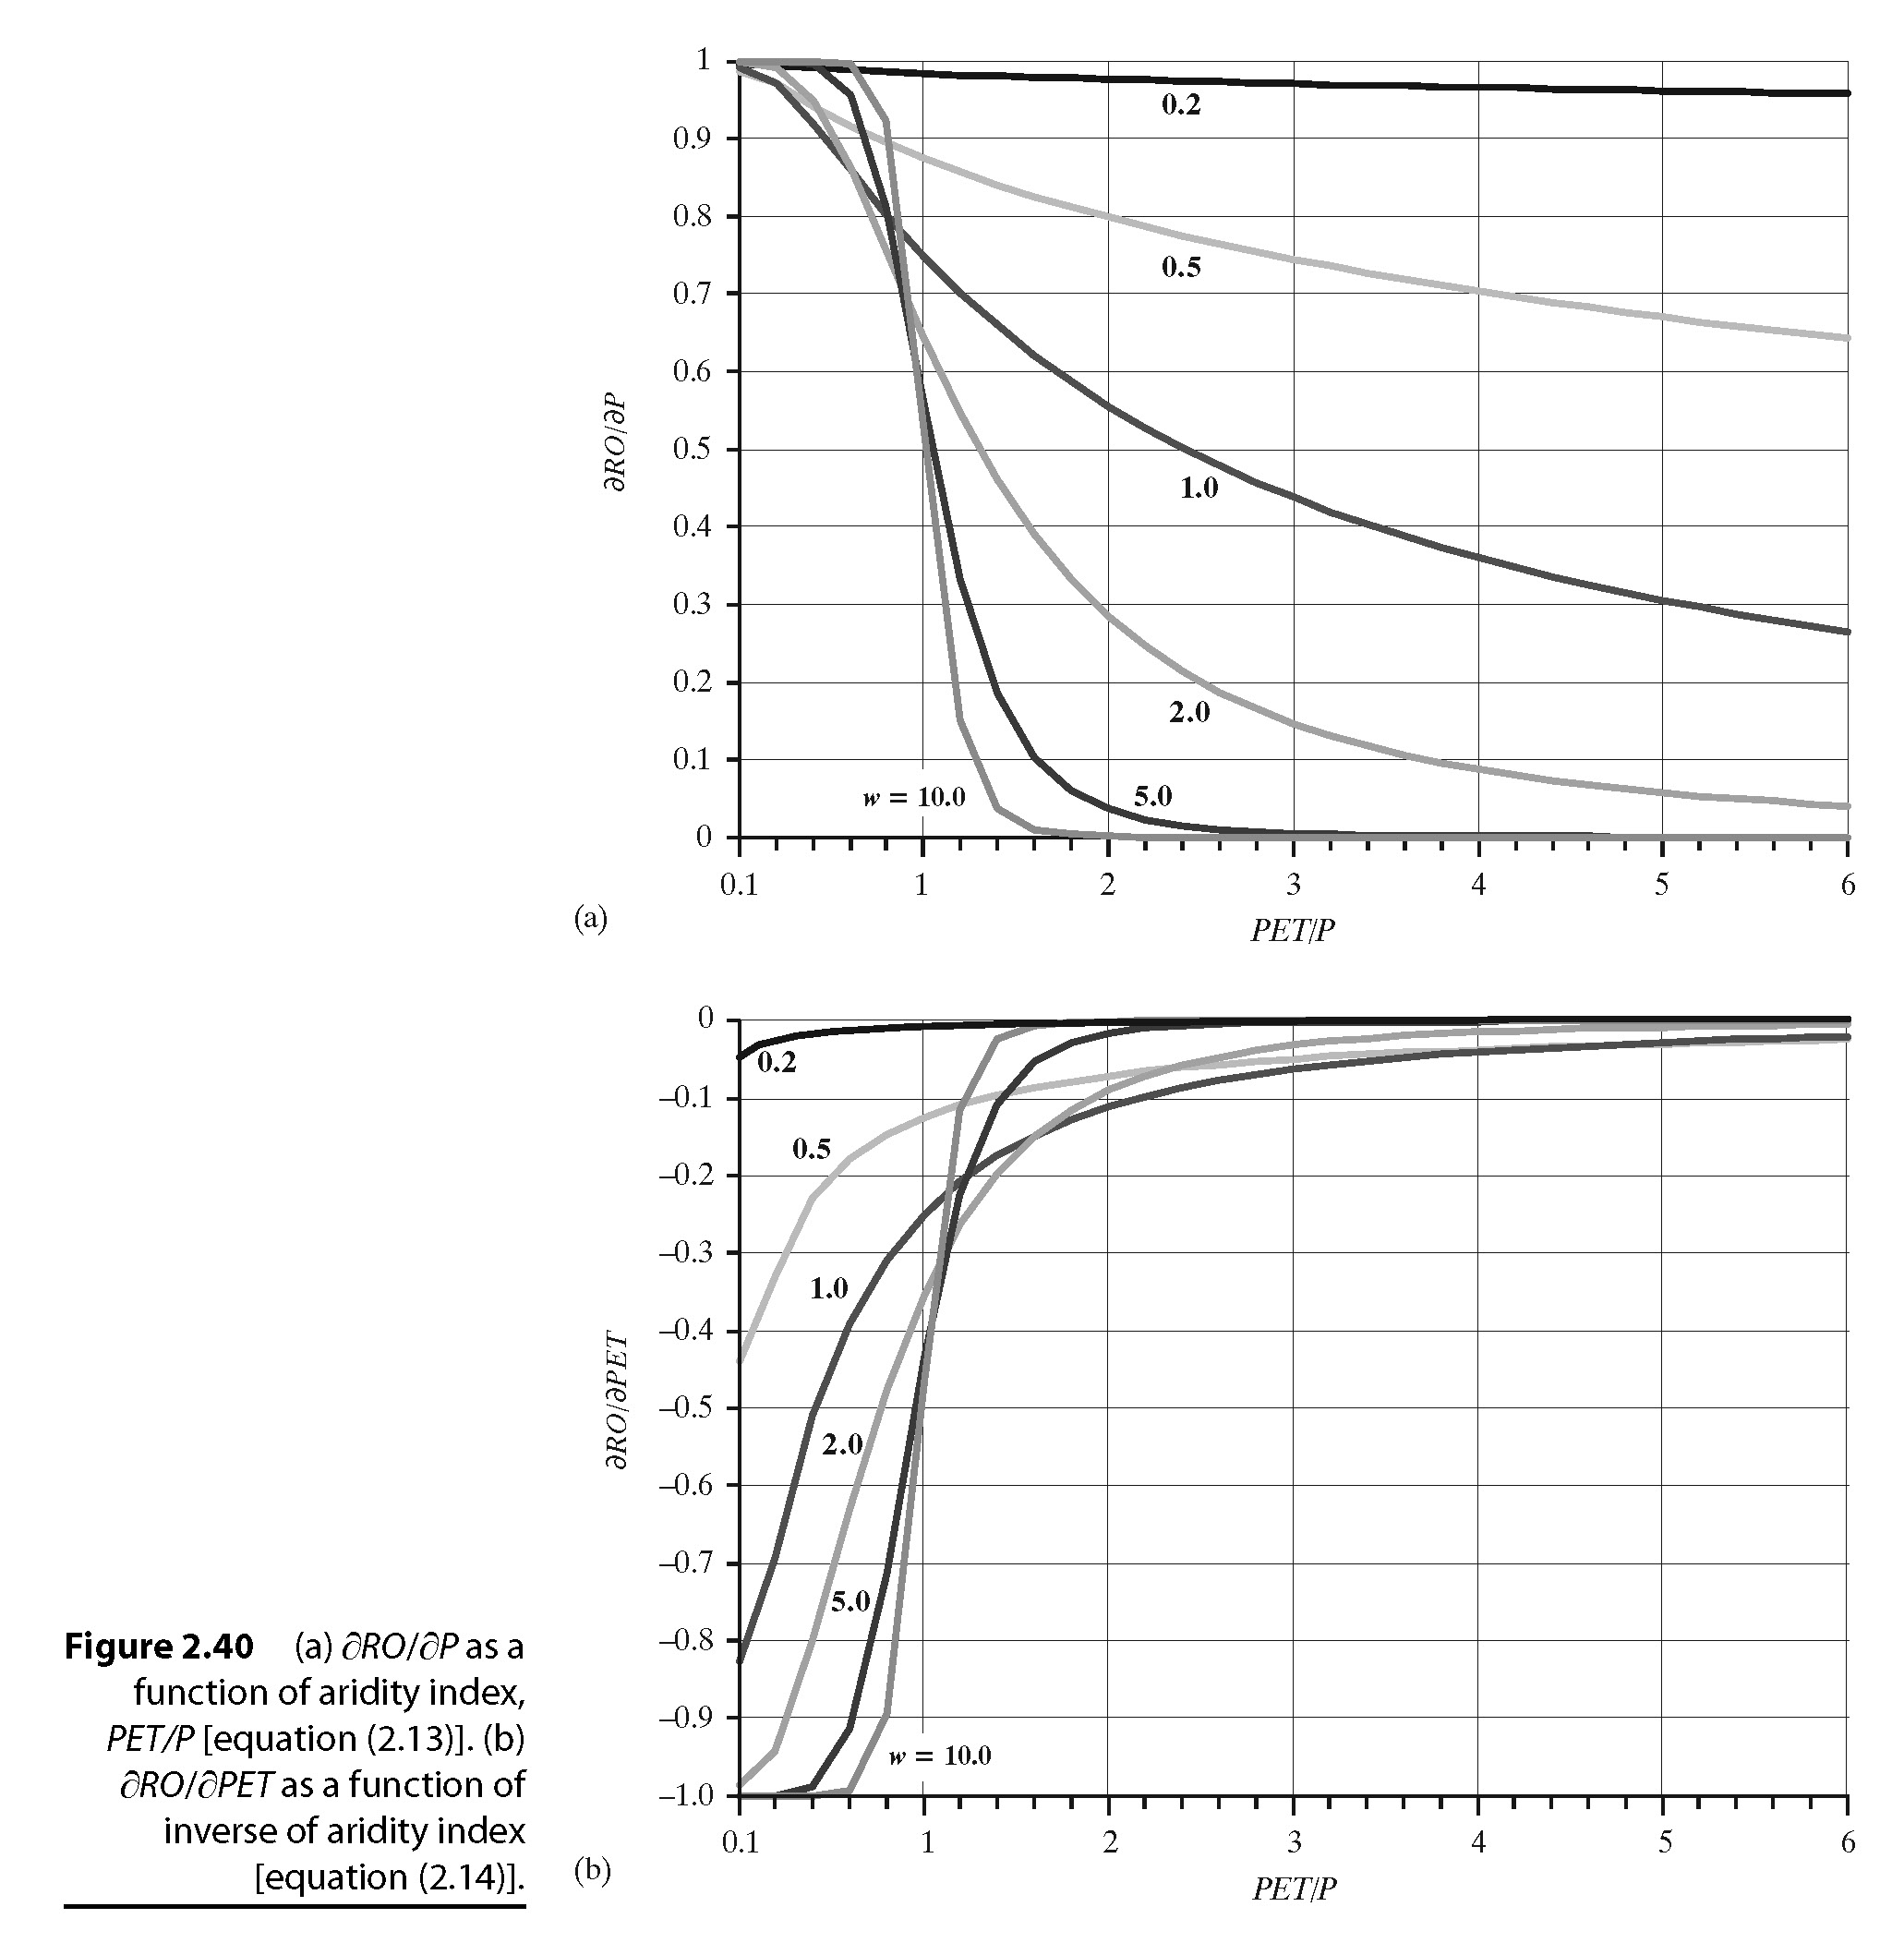 1
0.9
0.8
0.7
0.6
0.5
0.4
0.3
0.2
0.1
0
∂RO/∂P
0.2
0.5
1.0
2.0
5.0
w = 10.0
0.1 1 2 3 4 5 6
(a)
PET/P
0
–0.1
–0.2
–0.3
–0.4
–0.5
–0.6
–0.7
–0.8
–0.9
–1.0
∂RO/∂PET
0.2
0.5
1.0
2.0
5.0
w = 10.0
0.1 1 2 3 4 5 6
(b)
PET/P
Figure 2.40 (a) ∂RO/∂P as a
function of aridity index,
PET/P [equation (2.13)]. (b)
∂RO/∂PET as a function of
inverse of aridity index
[equation (2.14)].